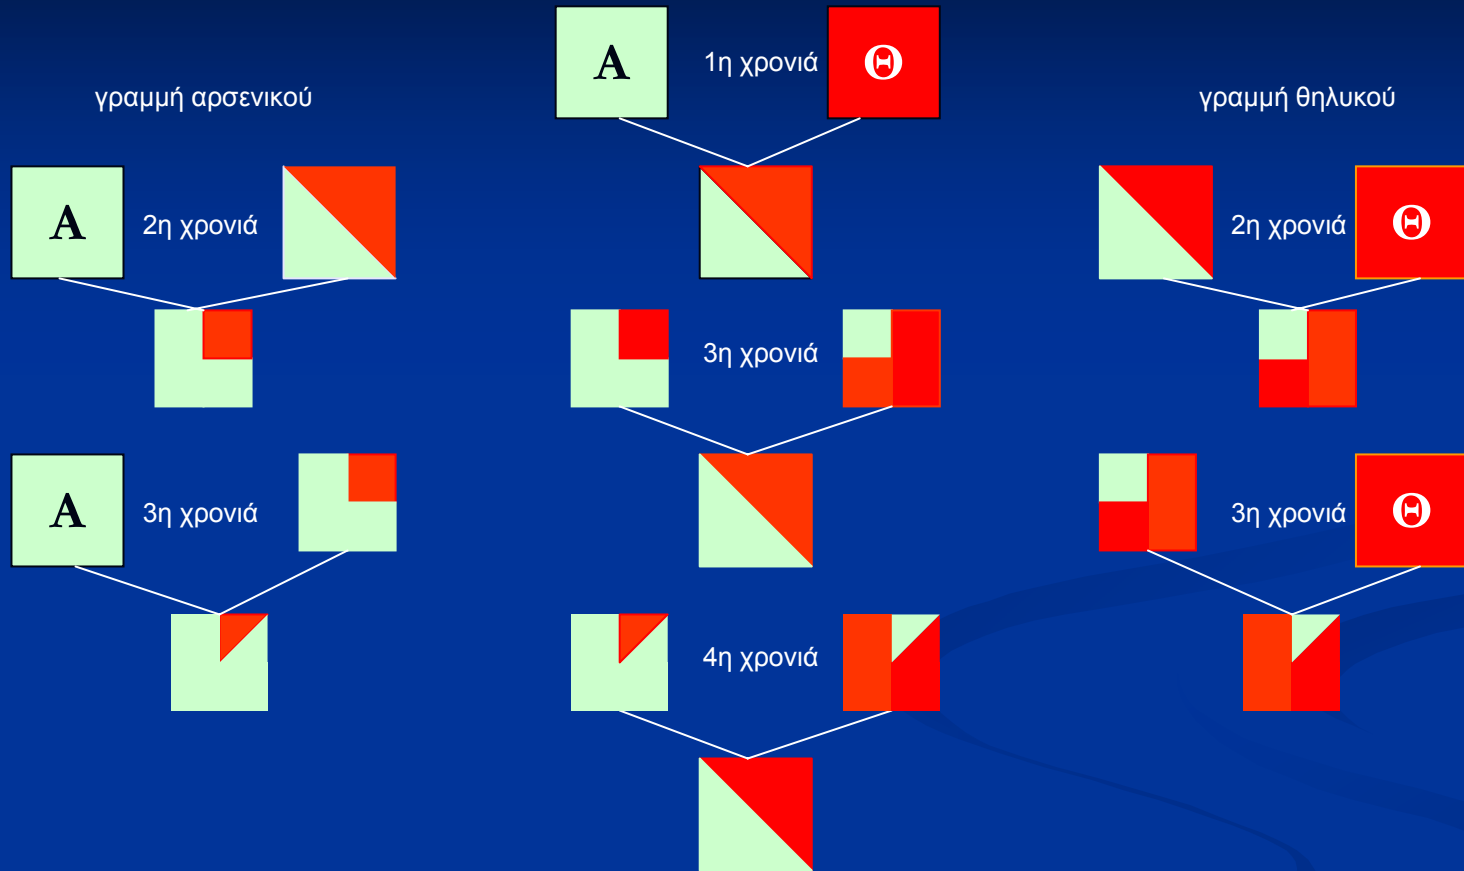 Α 1η χρονιά Θ
γραμμή αρσενικού γραμμή θηλυκού
Α 2η χρονιά 2η χρονιά Θ
3η χρονιά
Α 3η χρονιά 3η χρονιά Θ
4η χρονιά